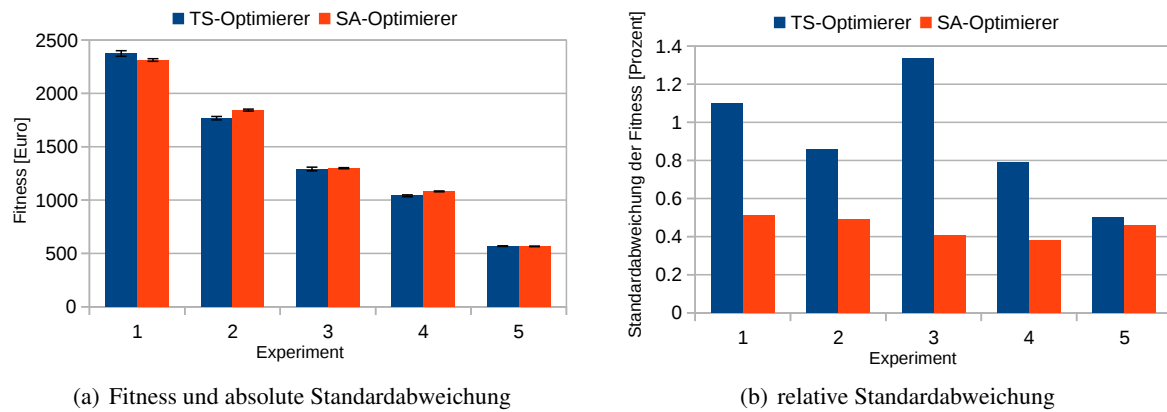 TS-Optimierer SA-Optimierer
Fitness [Euro]
2500
2000
1500
1000
500
0
1 2 3 4 5
Experiment
(a) Fitness und absolute Standardabweichung
TS-Optimierer SA-Optimierer
Standardabweichung der Fitness [Prozent]
1.4
1.2
1
0.8
0.6
0.4
0.2
0
1 2 3 4 5
Experiment
(b) relative Standardabweichung